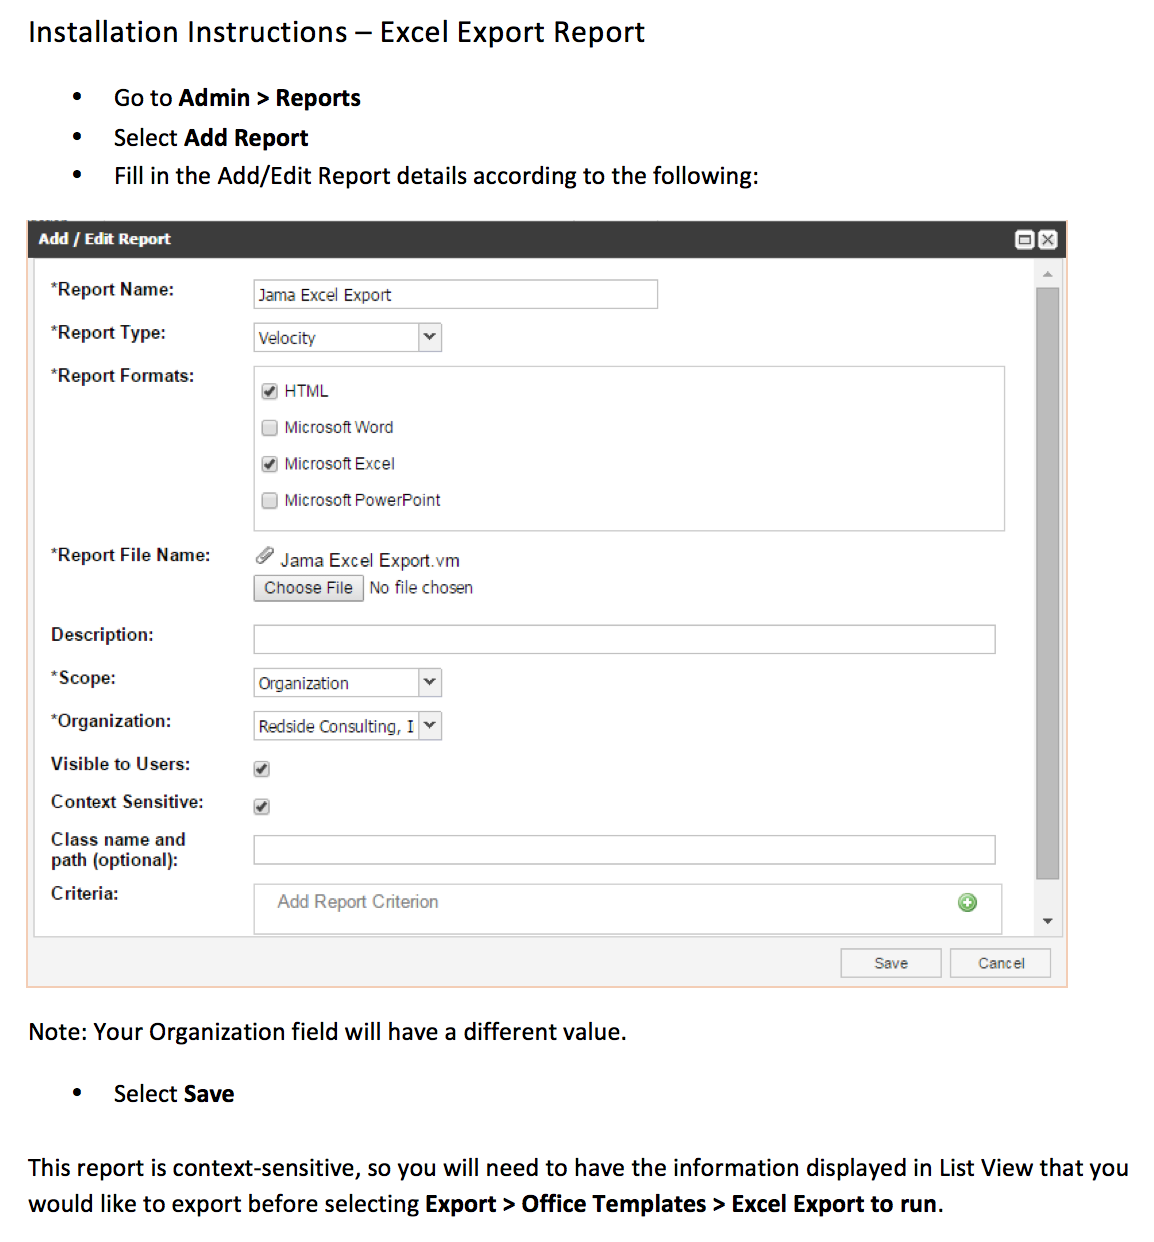 Installation Instructions – Excel Export Report
• Go to Admin > Reports
• Select Add Report
• Fill in the Add/Edit Report details according to the following:
Add / Edit Report
*Report Name: Jama Excel Export
*Report Type: Velocity
*Report Formats:
HTML
Microsoft Word
Microsoft Excel
Microsoft PowerPoint
*Report File Name: Jama Excel Export.vm
Choose File No file chosen
Description:
*Scope: Organization
*Organization: Redside Consulting, I
Visible to Users:
Context Sensitive:
Class name and
path (optional):
Criteria: Add Report Criterion
Save Cancel
Note: Your Organization field will have a different value.
• Select Save
This report is context-sensitive, so you will need to have the information displayed in List View that you
would like to export before selecting Export > Office Templates > Excel Export to run.